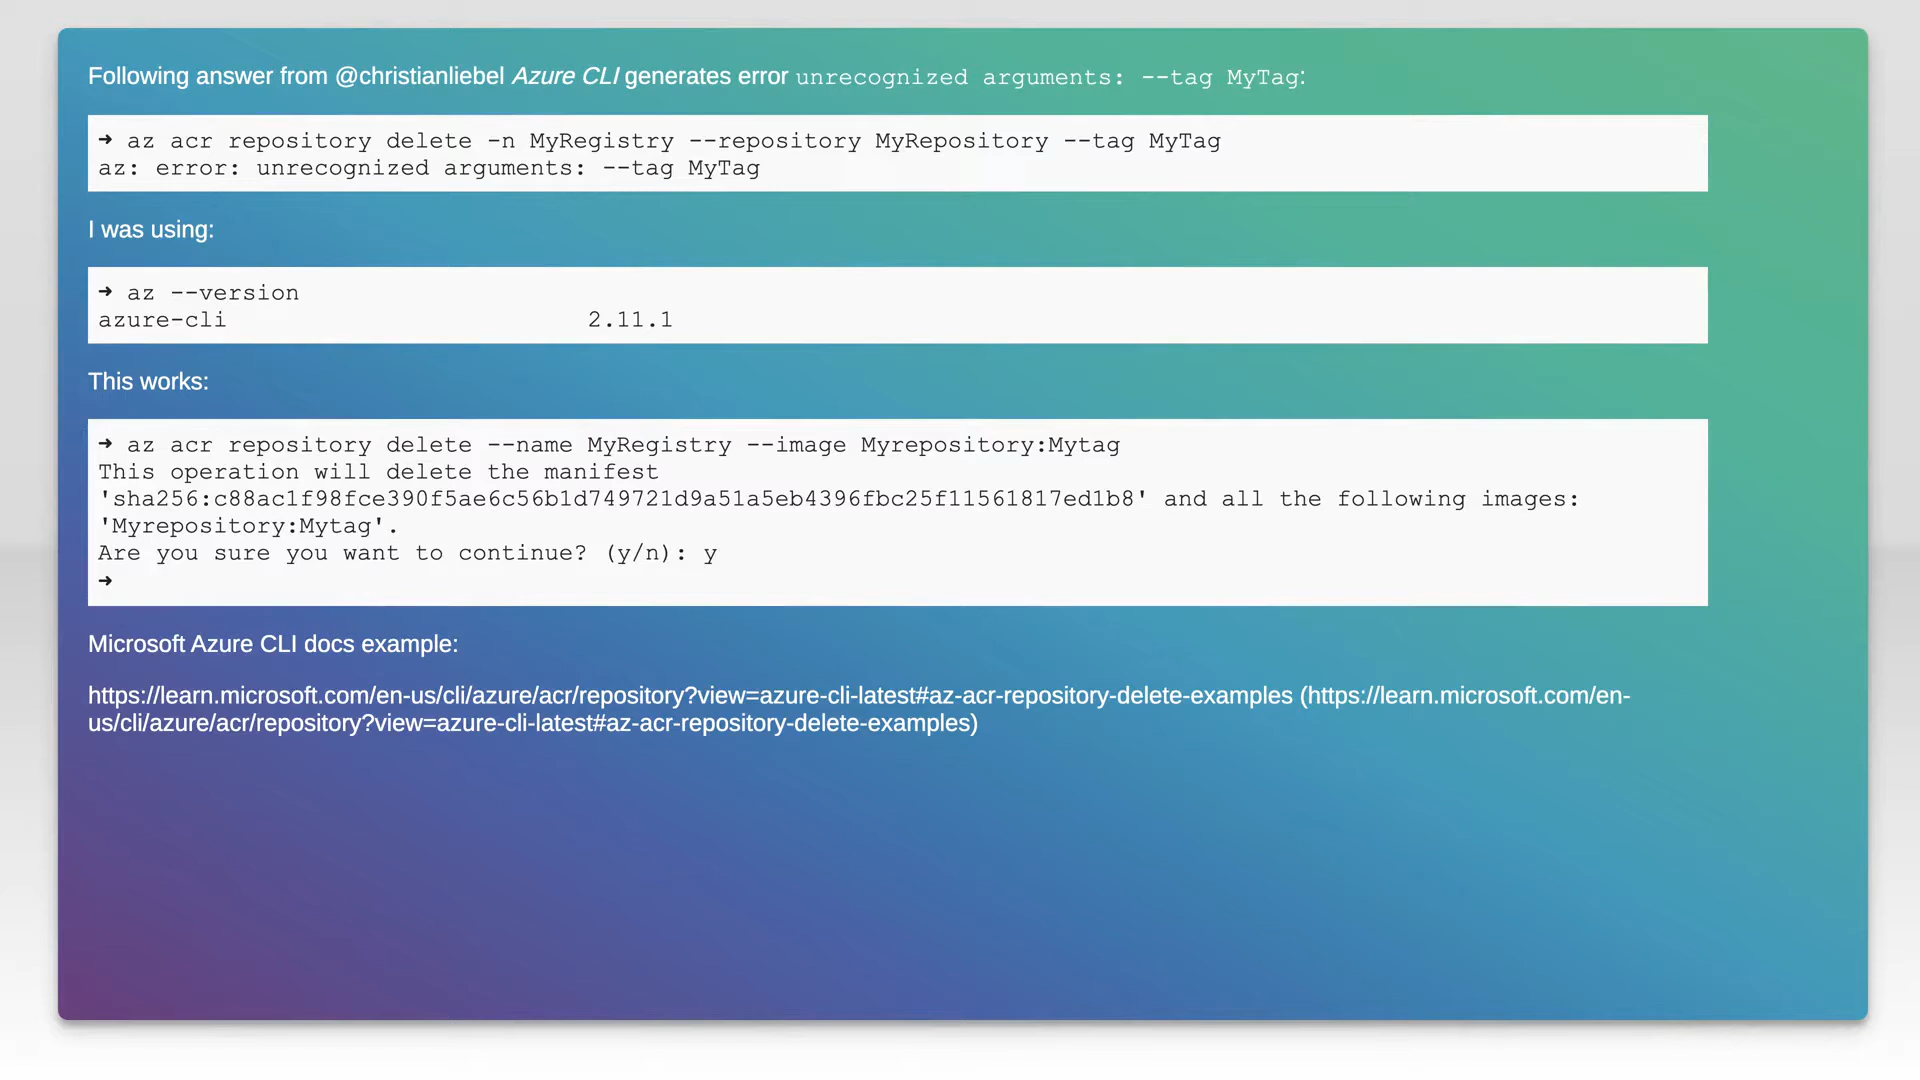 Following answer from @christianliebel Azure CLI generates error unrecognized arguments: --tag MyTag:
➜ az acr repository delete -n MyRegistry --repository MyRepository --tag MyTag
az: error: unrecognized arguments: --tag MyTag
I was using:
➜ az --version
azure-cli                         2.11.1
This works:
➜ az acr repository delete --name MyRegistry --image Myrepository:Mytag
This operation will delete the manifest
'sha256:c88ac1f98fce390f5ae6c56b1d749721d9a51a5eb4396fbc25f11561817ed1b8' and all the following images:
'Myrepository:Mytag'.
Are you sure you want to continue? (y/n): y
➜
Microsoft Azure CLI docs example:
https://learn.microsoft.com/en-us/cli/azure/acr/repository?view=azure-cli-latest#az-acr-repository-delete-examples (https://learn.microsoft.com/en-
us/cli/azure/acr/repository?view=azure-cli-latest#az-acr-repository-delete-examples)